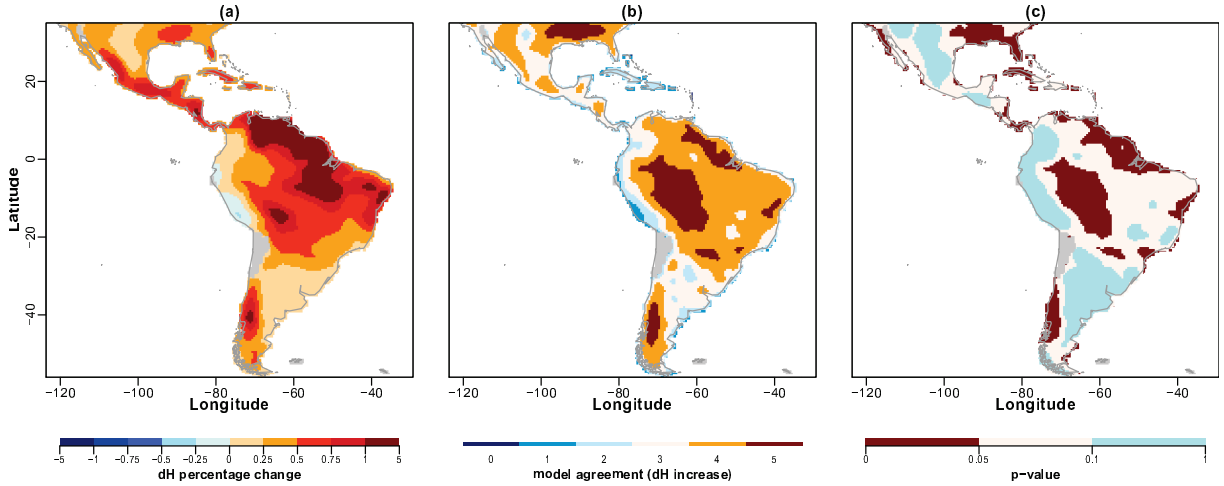 (a)
(b)
(c)
Latitude
20
0
−20
−40
−120
−100
−80
−60
−40
−120
−100
−80
−60
−40
−120
−100
−80
−60
−40
Longitude
Longitude
Longitude
−5 −1 −0.75 −0.5 −0.25 0 0.25 0.5 0.75 1 5
dH percentage change
0 1 2 3 4 5
model agreement (dH increase)
0 0.05 0.1 1
p−value